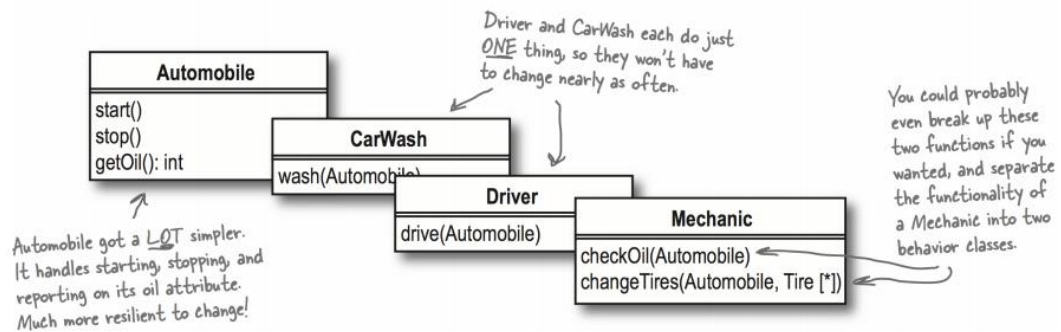 Driver and CarWash each do just
ONE thing, so they won't have
to change nearly as often.
Automobile
start()
stop()
getOil(): int
CarWash
wash(Automobile)
Driver
drive(Automobile)
Mechanic
checkOil(Automobile)
changeTires(Automobile, Tire [*])
You could probably
even break up these
two functions if you
wanted, and separate
the functionality of
a Mechanic into two
behavior classes.
Automobile got a LOT simpler.
It handles starting, stopping, and
reporting on its oil attribute.
Much more resilient to change!